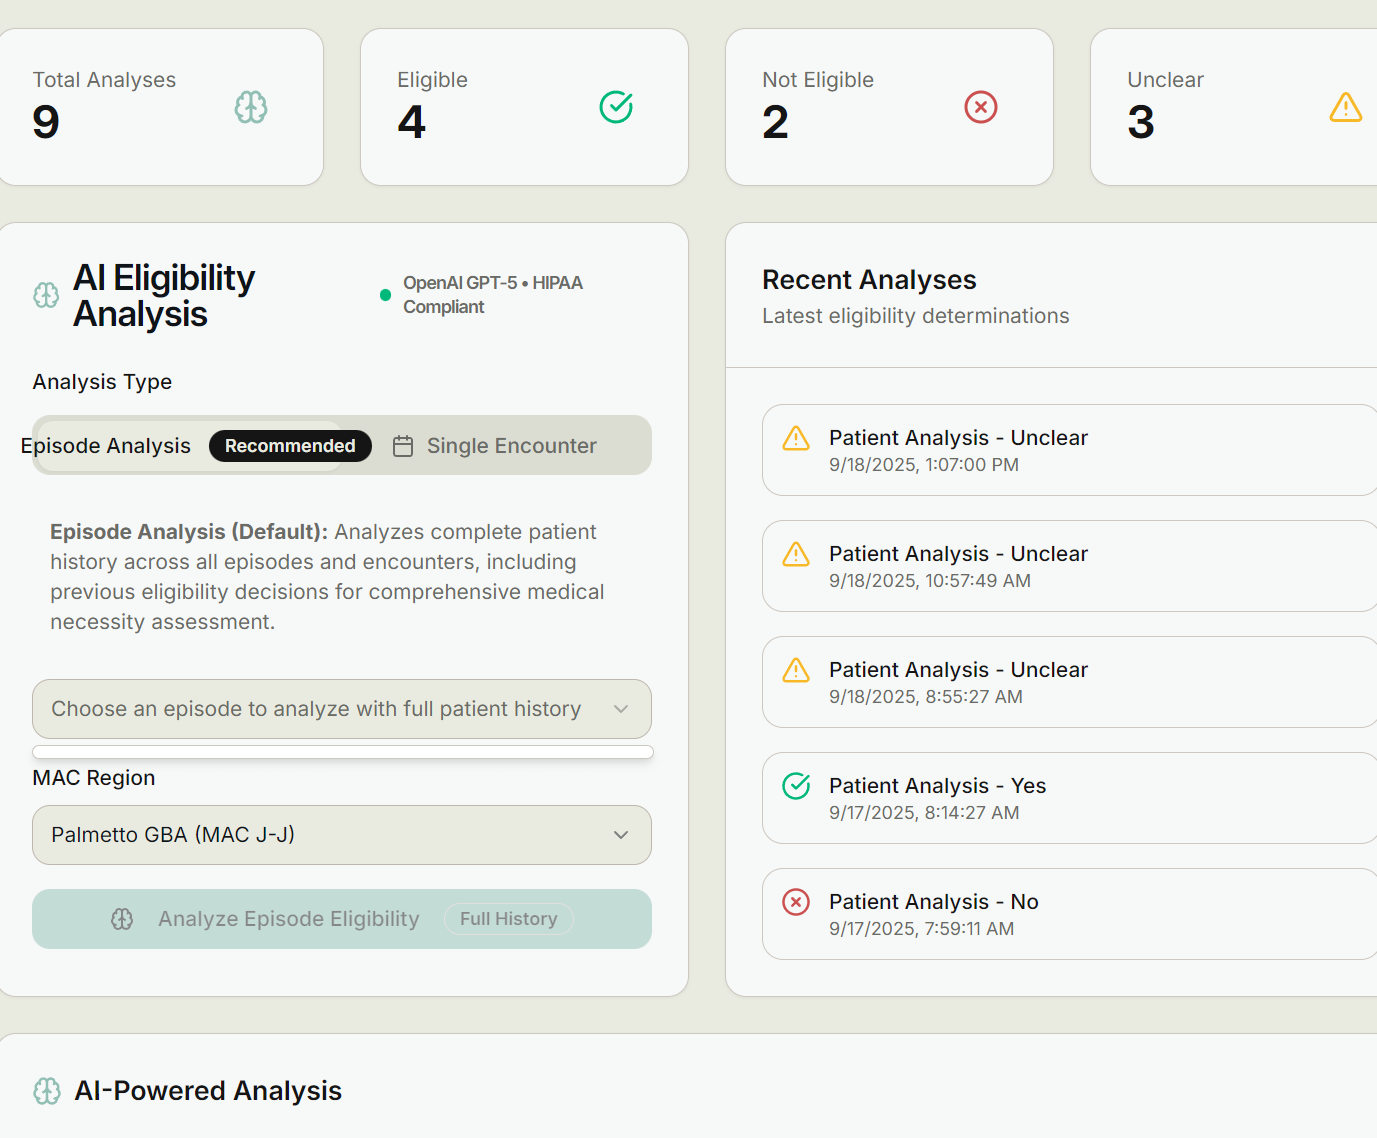 Total Analyses
9
Eligible
4
Not Eligible
2
Unclear
3
AI Eligibility
Analysis
OpenAI GPT-5 • HIPAA
Compliant
Analysis Type
Episode Analysis
Recommended
Single Encounter
Episode Analysis (Default): Analyzes complete patient
history across all episodes and encounters, including
previous eligibility decisions for comprehensive medical
necessity assessment.
Choose an episode to analyze with full patient history
MAC Region
Palmetto GBA (MAC J-J)
Analyze Episode Eligibility
Full History
Recent Analyses
Latest eligibility determinations
Patient Analysis - Unclear
9/18/2025, 1:07:00 PM
Patient Analysis - Unclear
9/18/2025, 10:57:49 AM
Patient Analysis - Unclear
9/18/2025, 8:55:27 AM
Patient Analysis - Yes
9/17/2025, 8:14:27 AM
Patient Analysis - No
9/17/2025, 7:59:11 AM
AI-Powered Analysis